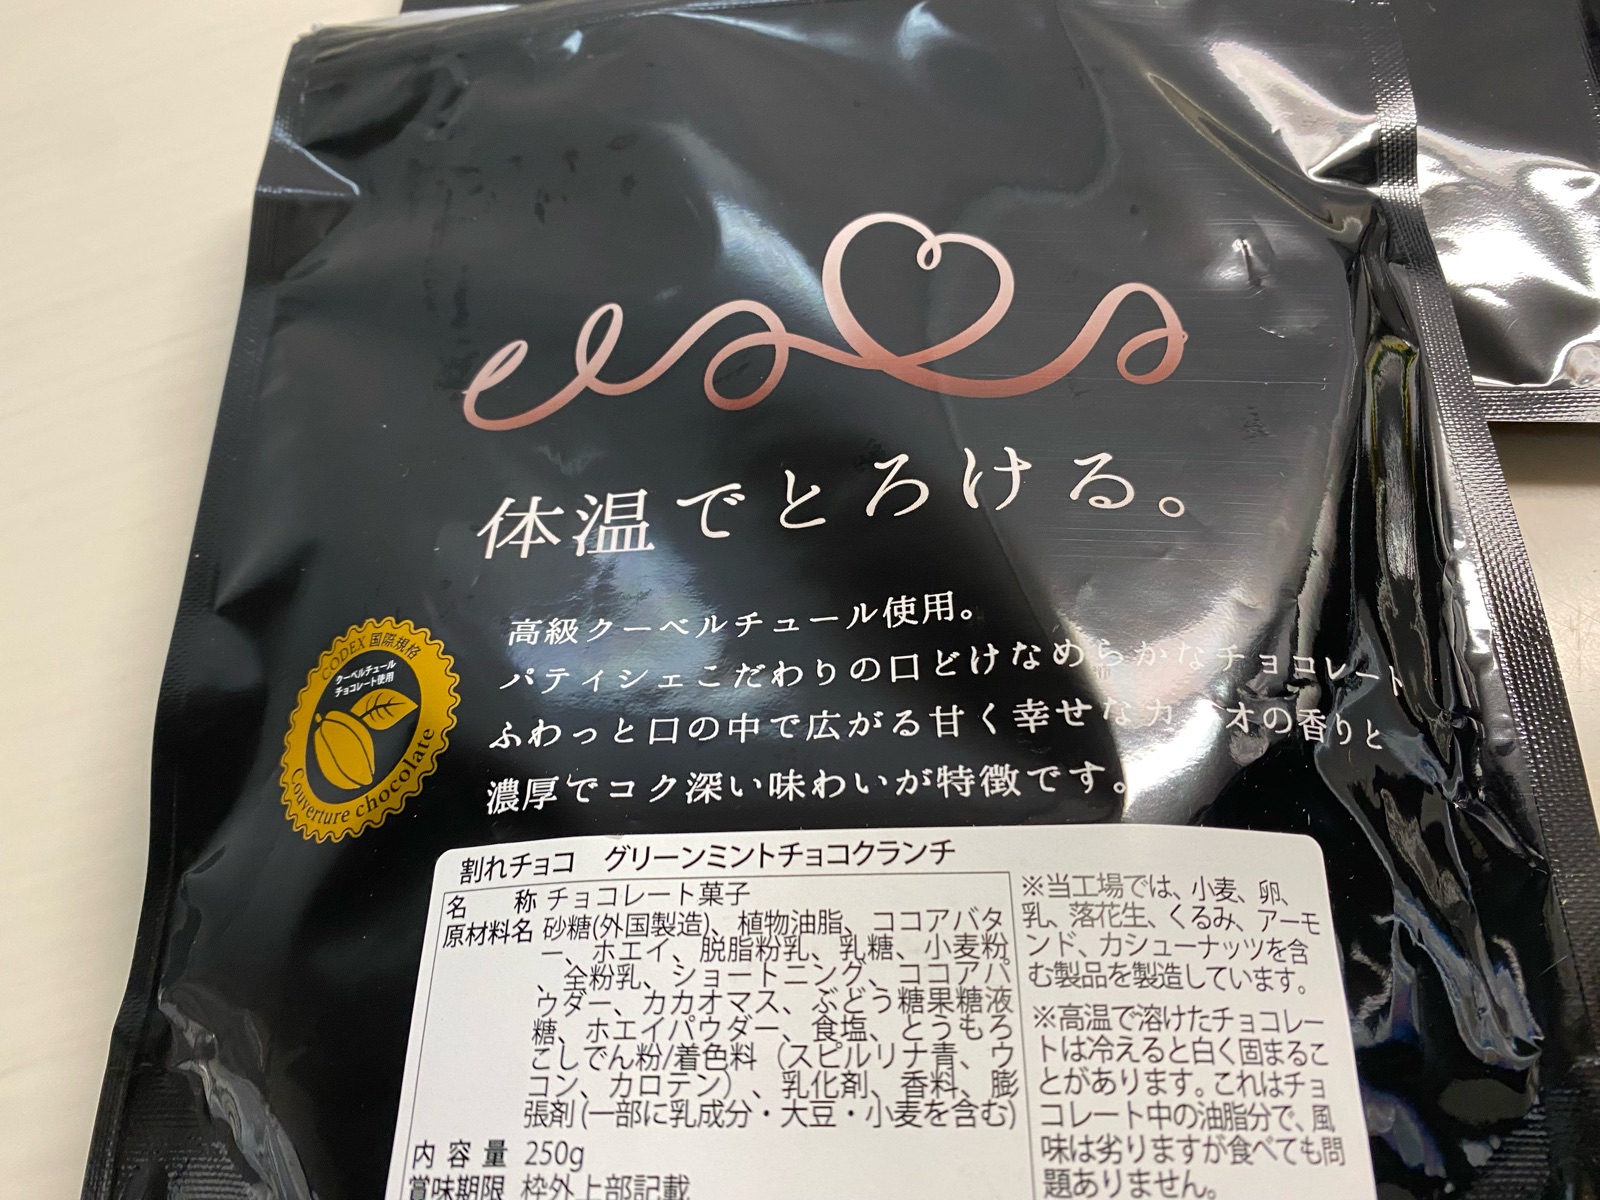 体温でとろける。
高級クーベルチュール使用。
パティシェこだわりの口どけなめらかなチョコレート
ふわっと口の中で広がる甘く幸せなカ オの香りと
濃厚でコク深い味わいが特徴です。
CODEX 国際規格
クーベルチュール
チョコレート使用
Couverture chocolate
割れチョコ グリーンミントチョコクランチ
名 称 チョコレート菓子
原材料名 砂糖(外国製造)、植物油脂、ココアバタ
ー、ホエイ、脱脂粉乳、乳糖、小麦粉
、全粉乳、ショートニング、ココアパ
ウダー、カカオマス、ぶどう糖果糖液
糖、ホエイパウダー、食塩、とうもろ
こしでん粉/着色料（スピルリナ青、ウ
コン、カロテン）、乳化剤、香料、膨
張剤(一部に乳成分・大豆・小麦を含む)
内容量 250g
賞味期限 枠外上部記載
※当工場では、小麦、卵、
乳、落花生、くるみ、アーモ
ンド、カシューナッツを含
む製品を製造しています。
※高温で溶けたチョコレー
トは冷えると白く固まるこ
とがあります。これはチョ
コレート中の油脂分で、風
味は劣りますが食べても問
題ありません。